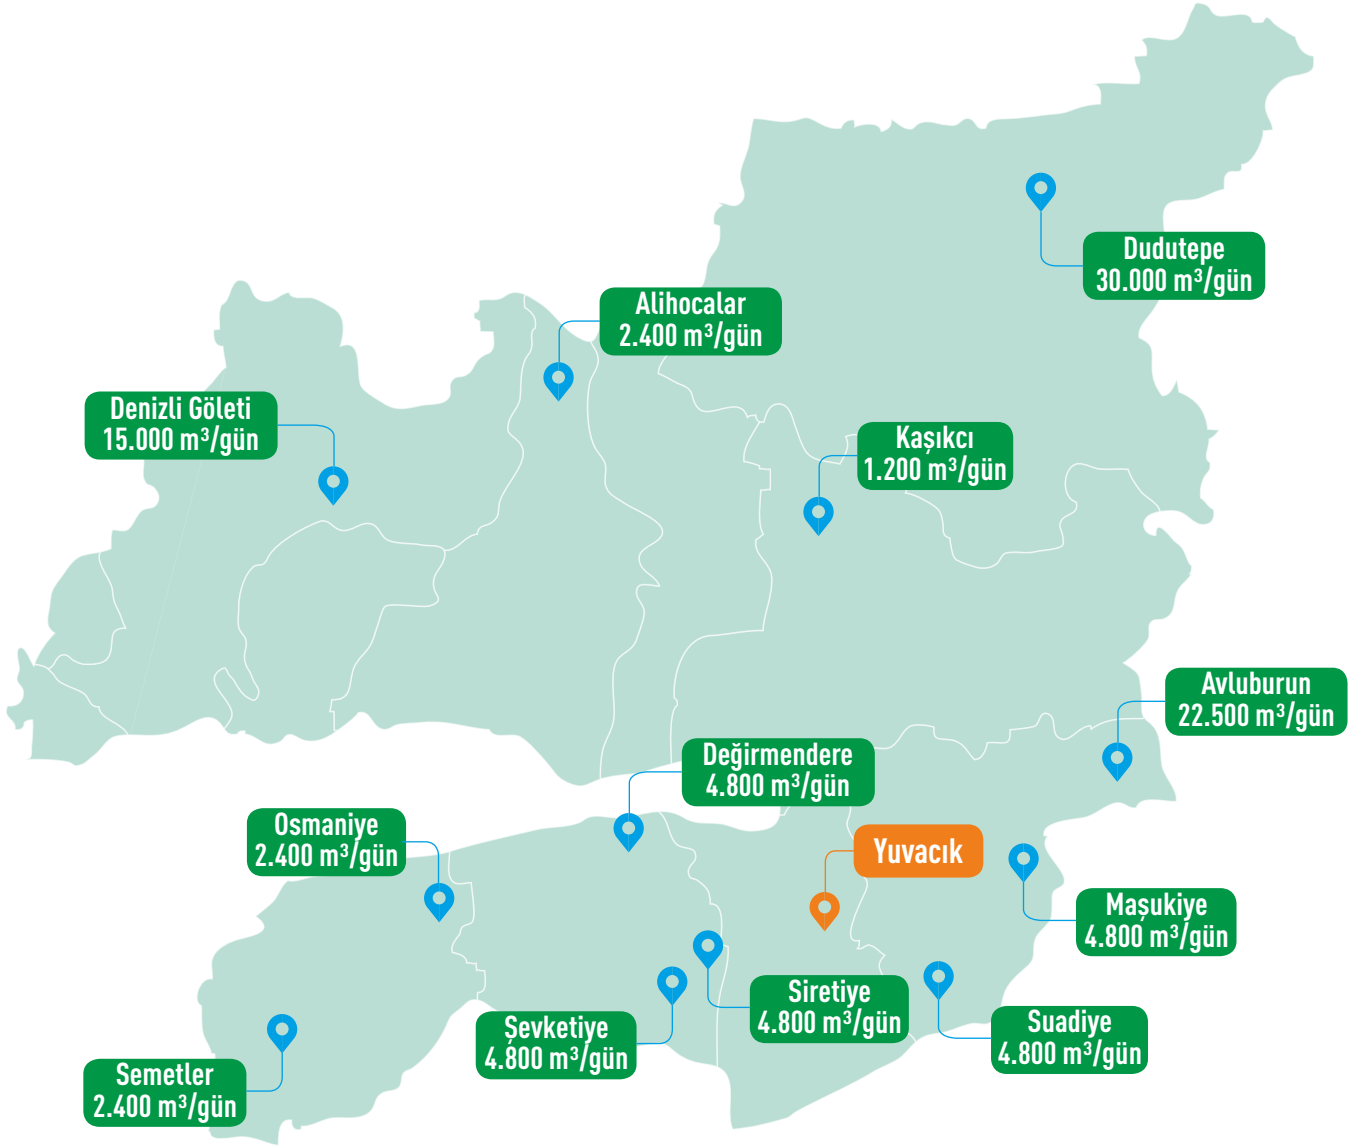 Dudutepe
30.000 m³/gün
Alihocalar
2.400 m³/gün
Denizli Göleti
15.000 m³/gün
Kaşıkcı
1.200 m³/gün
Avluburun
22.500 m³/gün
Değirmendere
4.800 m³/gün
Osmaniye
2.400 m³/gün
Yuvacık
Maşukiye
4.800 m³/gün
Siretiye
4.800 m³/gün
Suadiye
4.800 m³/gün
Şevketiye
4.800 m³/gün
Semetler
2.400 m³/gün